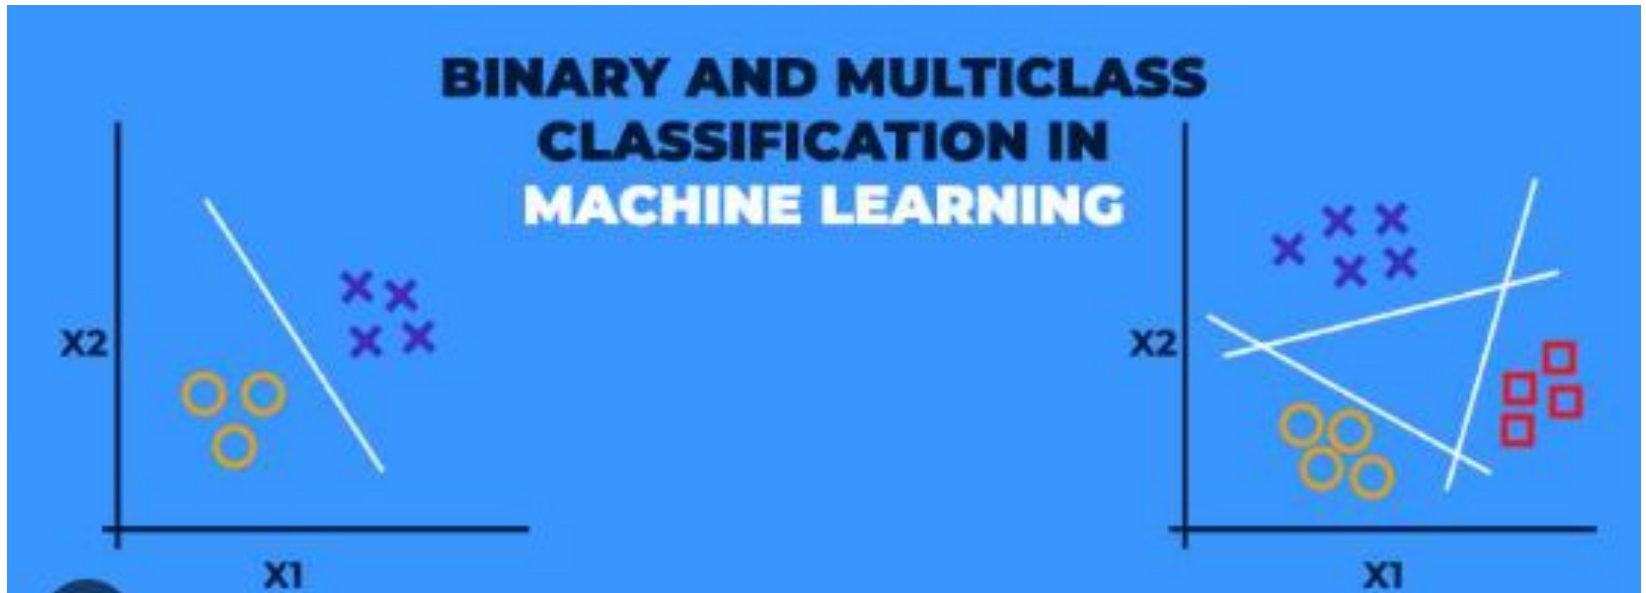 BINARY AND MULTICLASS
CLASSIFICATION IN
MACHINE LEARNING
X2
X1
X2
X1